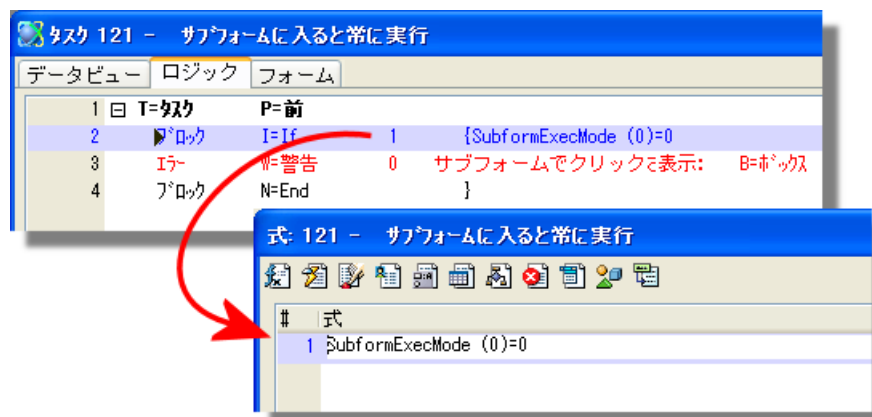 タスク 121 - サブフォームに入ると常に実行
データビュー ロジック フォーム
1 T=タスク P=前
2 ブロック I=If 1 {SubformExecMode (0)=0
3 エラー W=警告 0 サブフォームでクリック 表示: B=ボックス
4 ブロック N=End }
式: 121 - サブフォームに入ると常に実行
# 式
1 SubformExecMode (0)=0